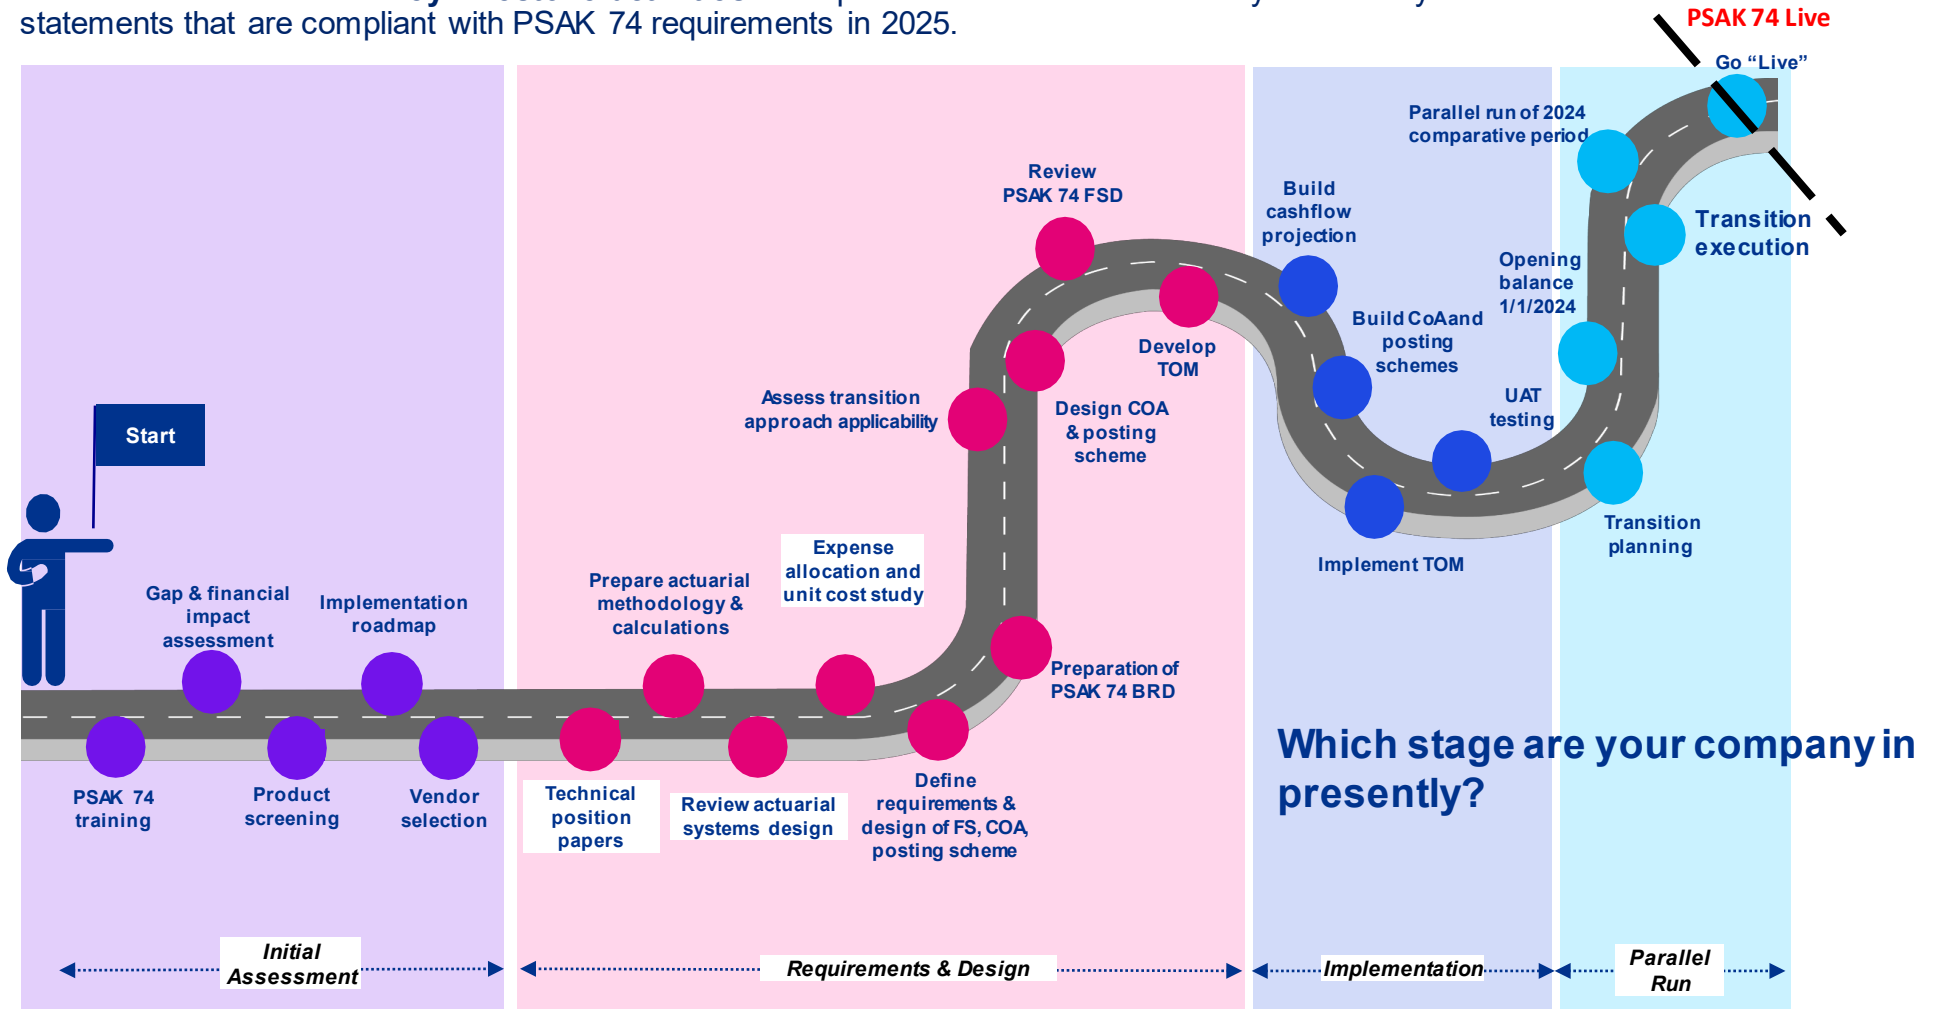 statements that are compliant with PSAK 74 requirements in 2025.
PSAK 74 Live
Go “Live”
Parallel run of 2024
comparative period
Review
PSAK 74 FSD
Build
cashflow
projection
Transition
execution
Opening
balance
1/1/2024
Build CoAand
posting
schemes
Develop
TOM
UAT
testing
Assess transition
approach applicability
Design COA
& posting
scheme
Start
Transition
planning
Implement TOM
Expense
allocation and
unit cost study
Prepare actuarial
methodology &
calculations
Gap & financial
impact
assessment
Implementation
roadmap
Preparation of
PSAK 74 BRD
Which stage are your company in
presently?
PSAK 74
training
Product
screening
Vendor
selection
Technical
position
papers
Review actuarial
systems design
Define
requirements &
design of FS, COA,
posting scheme
Initial
Assessment
Requirements & Design
Implementation
Parallel
Run